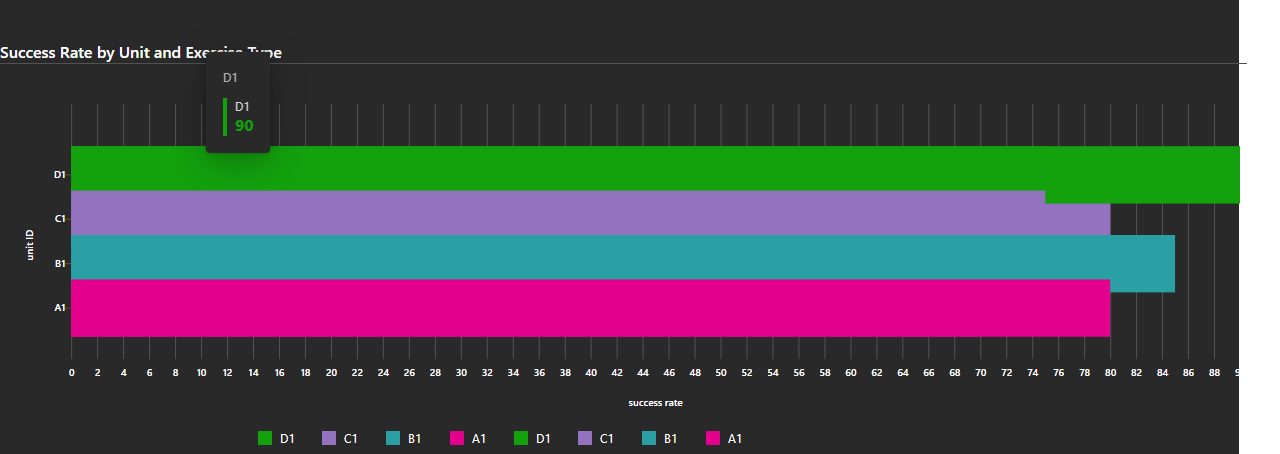 Success Rate by Unit and Exercise Type
D1
D1
90
D1
C1
B1
A1
unit ID
0 2 4 6 8 10 12 14 16 18 20 22 24 26 28 30 32 34 36 38 40 42 44 46 48 50 52 54 56 58 60 62 64 66 68 70 72 74 76 78 80 82 84 86 88
success rate
D1 C1 B1 A1 D1 C1 B1 A1